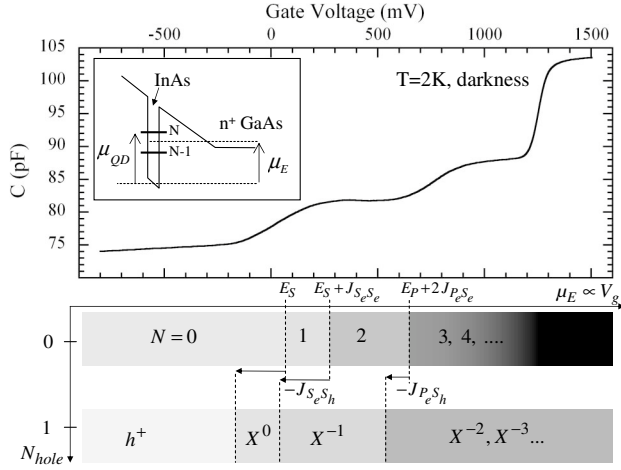 Gate Voltage (mV)
-500 0 500 1000 1500
105
100
95
90
85
80
75
C (pF)
InAs
n⁺ GaAs
N
N-1
μ_QD
μ_E
T=2K, darkness
E_S E_S + J_{S_eS_e} E_P + 2J_{P_eS_e} μ_E ∝ V_g
0 N = 0 1 2 3, 4, ....
−J_{S_eS_h} −J_{P_eS_h}
1 h⁺ X⁰ X⁻¹ X⁻², X⁻³...
N_hole